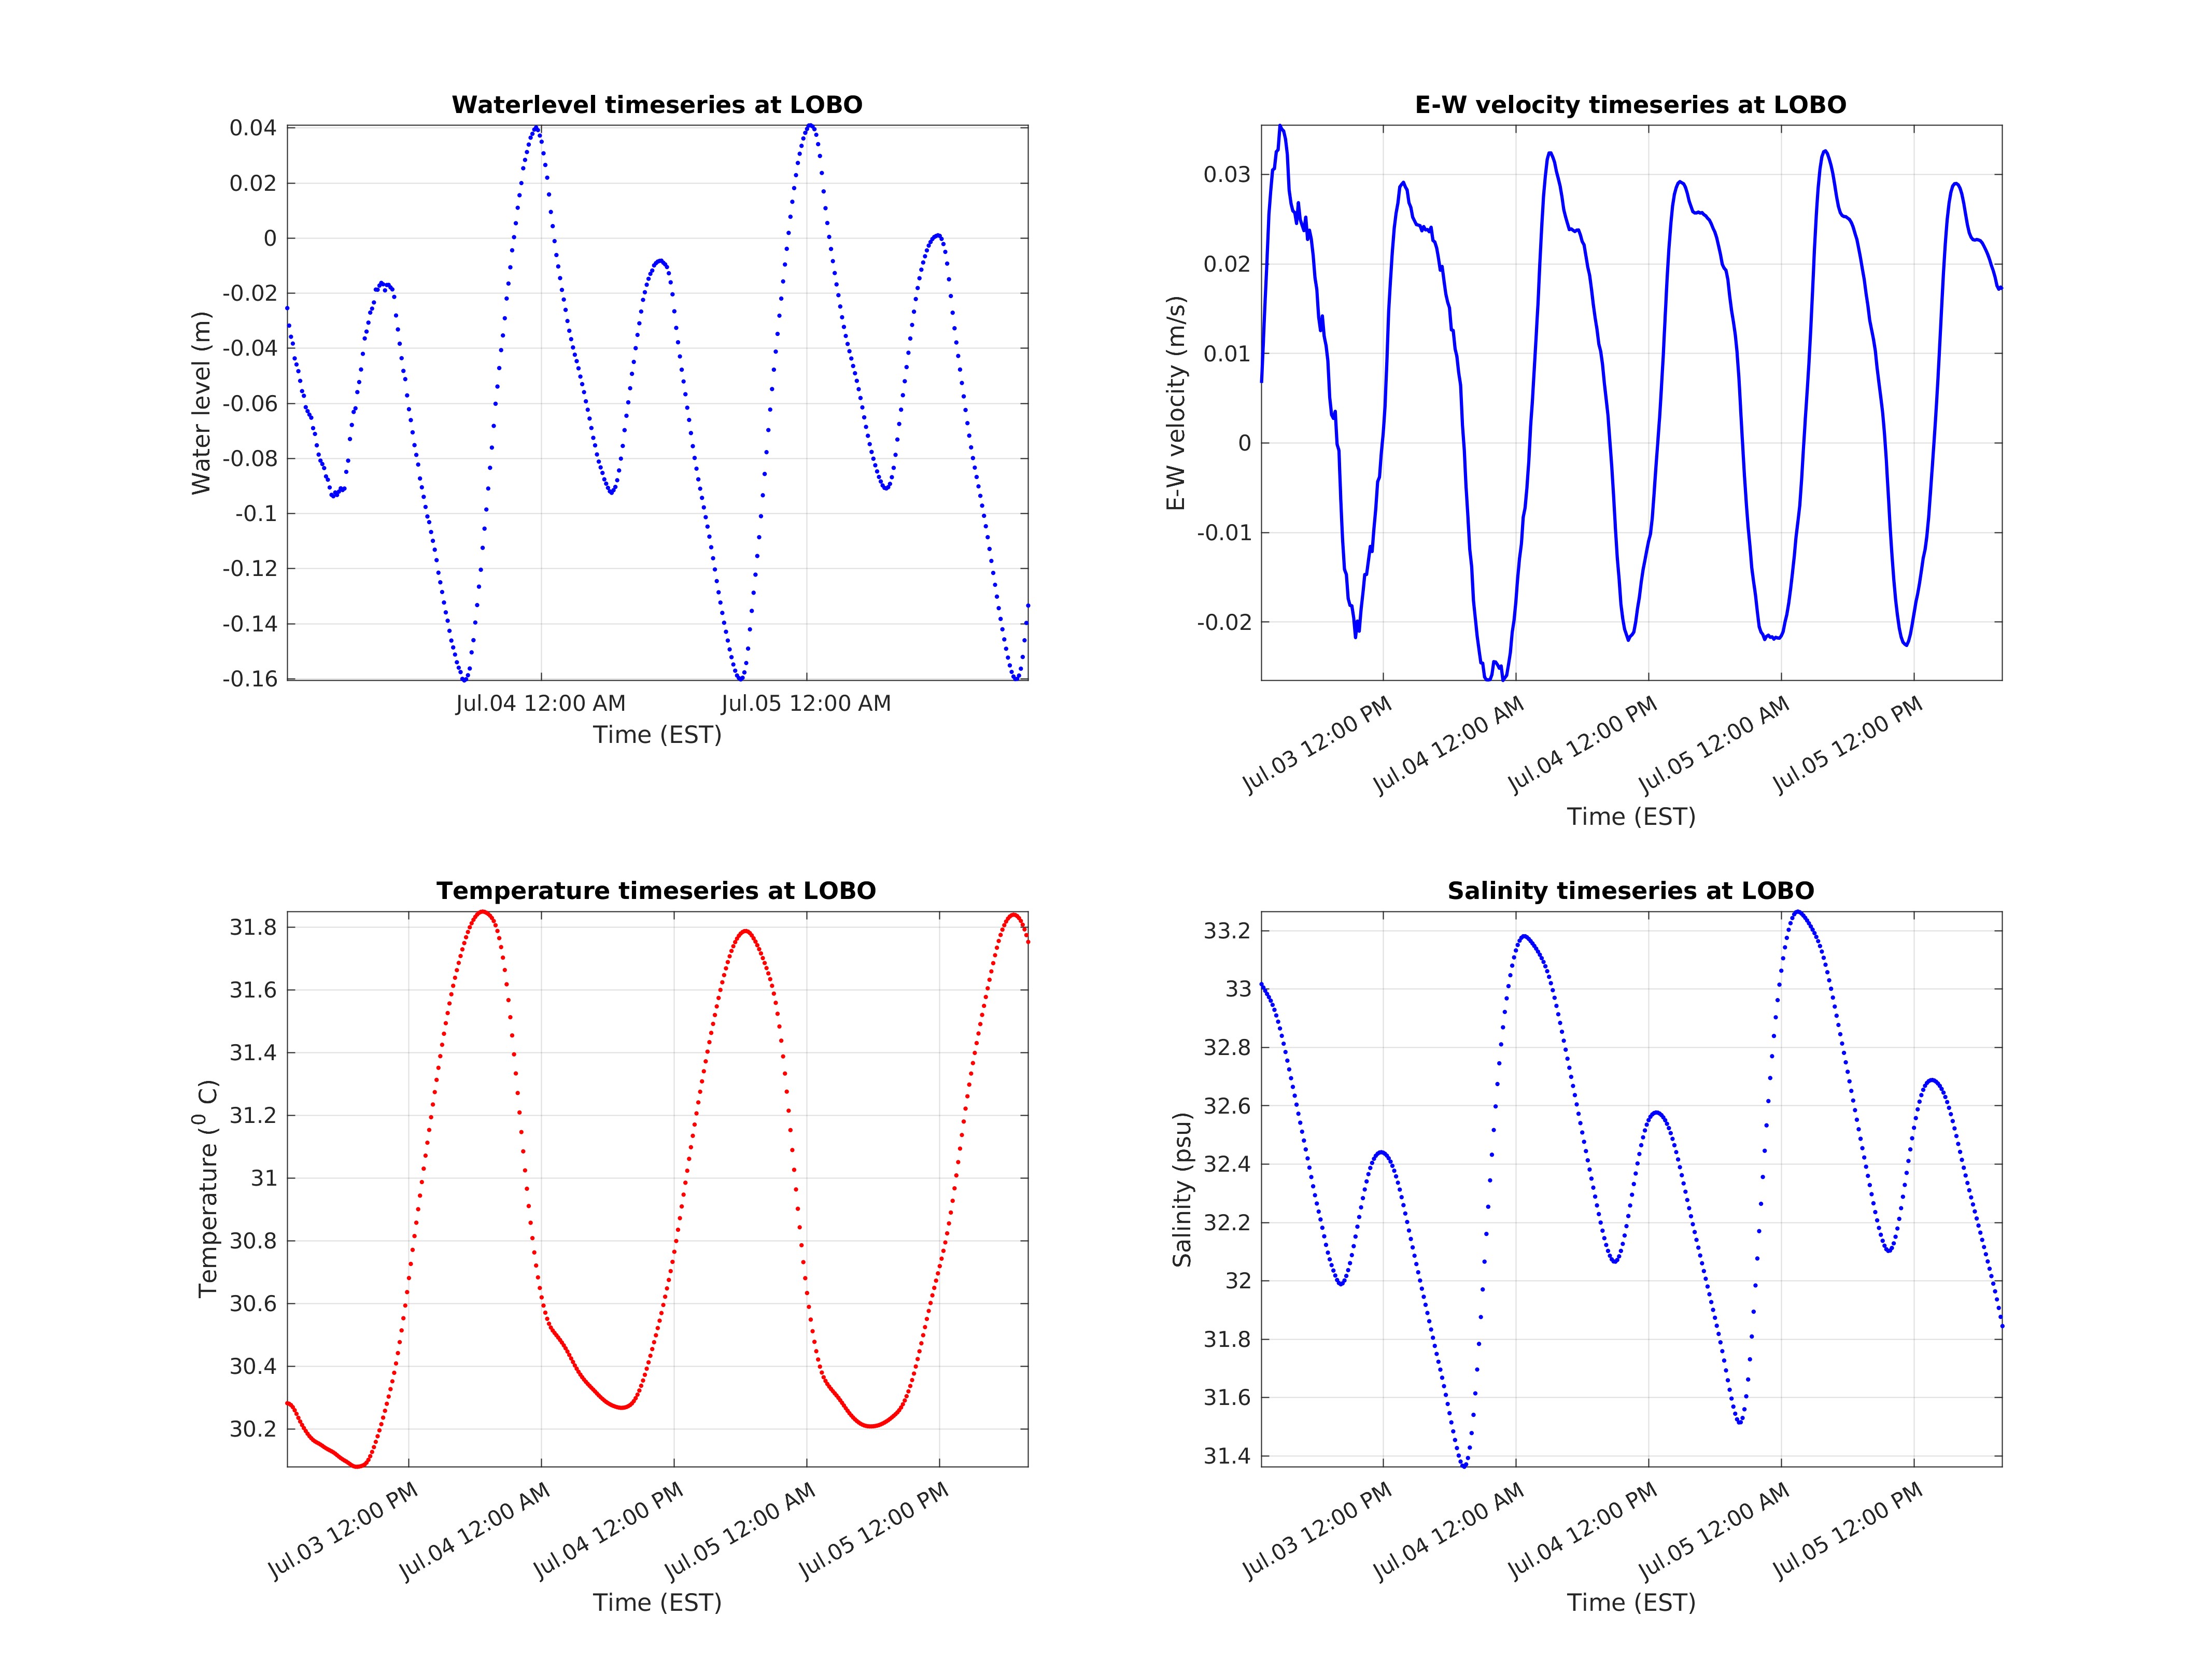 Waterlevel timeseries at LOBO
0.04
0.02
0
-0.02
-0.04
-0.06
-0.08
-0.1
-0.12
-0.14
-0.16
Water level (m)
Jul.04 12:00 AM
Jul.05 12:00 AM
Time (EST)
E-W velocity timeseries at LOBO
0.03
0.02
0.01
0
-0.01
-0.02
E-W velocity (m/s)
Jul.03 12:00 PM
Jul.04 12:00 AM
Jul.04 12:00 PM
Jul.05 12:00 AM
Jul.05 12:00 PM
Time (EST)
Temperature timeseries at LOBO
31.8
31.6
31.4
31.2
31
30.8
30.6
30.4
30.2
Temperature (⁰ C)
Jul.03 12:00 PM
Jul.04 12:00 AM
Jul.04 12:00 PM
Jul.05 12:00 AM
Jul.05 12:00 PM
Time (EST)
Salinity timeseries at LOBO
33.2
33
32.8
32.6
32.4
32.2
32
31.8
31.6
31.4
Salinity (psu)
Jul.03 12:00 PM
Jul.04 12:00 AM
Jul.04 12:00 PM
Jul.05 12:00 AM
Jul.05 12:00 PM
Time (EST)